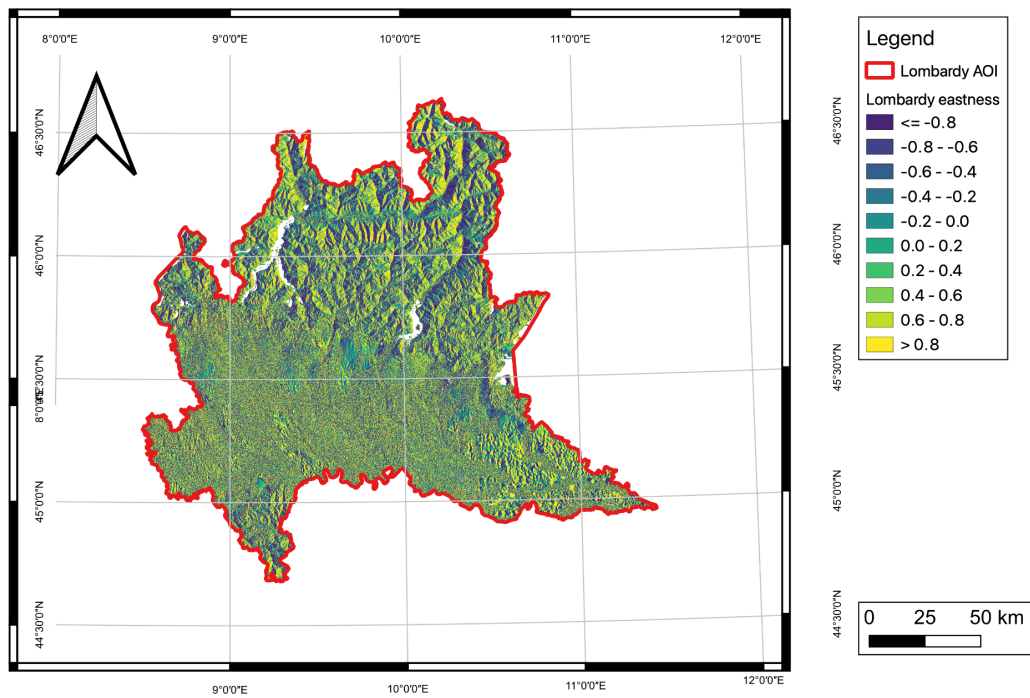 8°0'0"E 9°0'0"E 10°0'0"E 11°0'0"E 12°0'0"E
46°30'0"N
46°0'0"N
45°30'0"N
8°0'0"E
45°0'0"N
44°30'0"N
46°30'0"N
46°0'0"N
45°30'0"N
45°0'0"N
44°30'0"N
9°0'0"E 10°0'0"E 11°0'0"E 12°0'0"E
Legend
Lombardy AOI
Lombardy eastness
<= -0.8
-0.8 - -0.6
-0.6 - -0.4
-0.4 - -0.2
-0.2 - 0.0
0.0 - 0.2
0.2 - 0.4
0.4 - 0.6
0.6 - 0.8
> 0.8
0 25 50 km